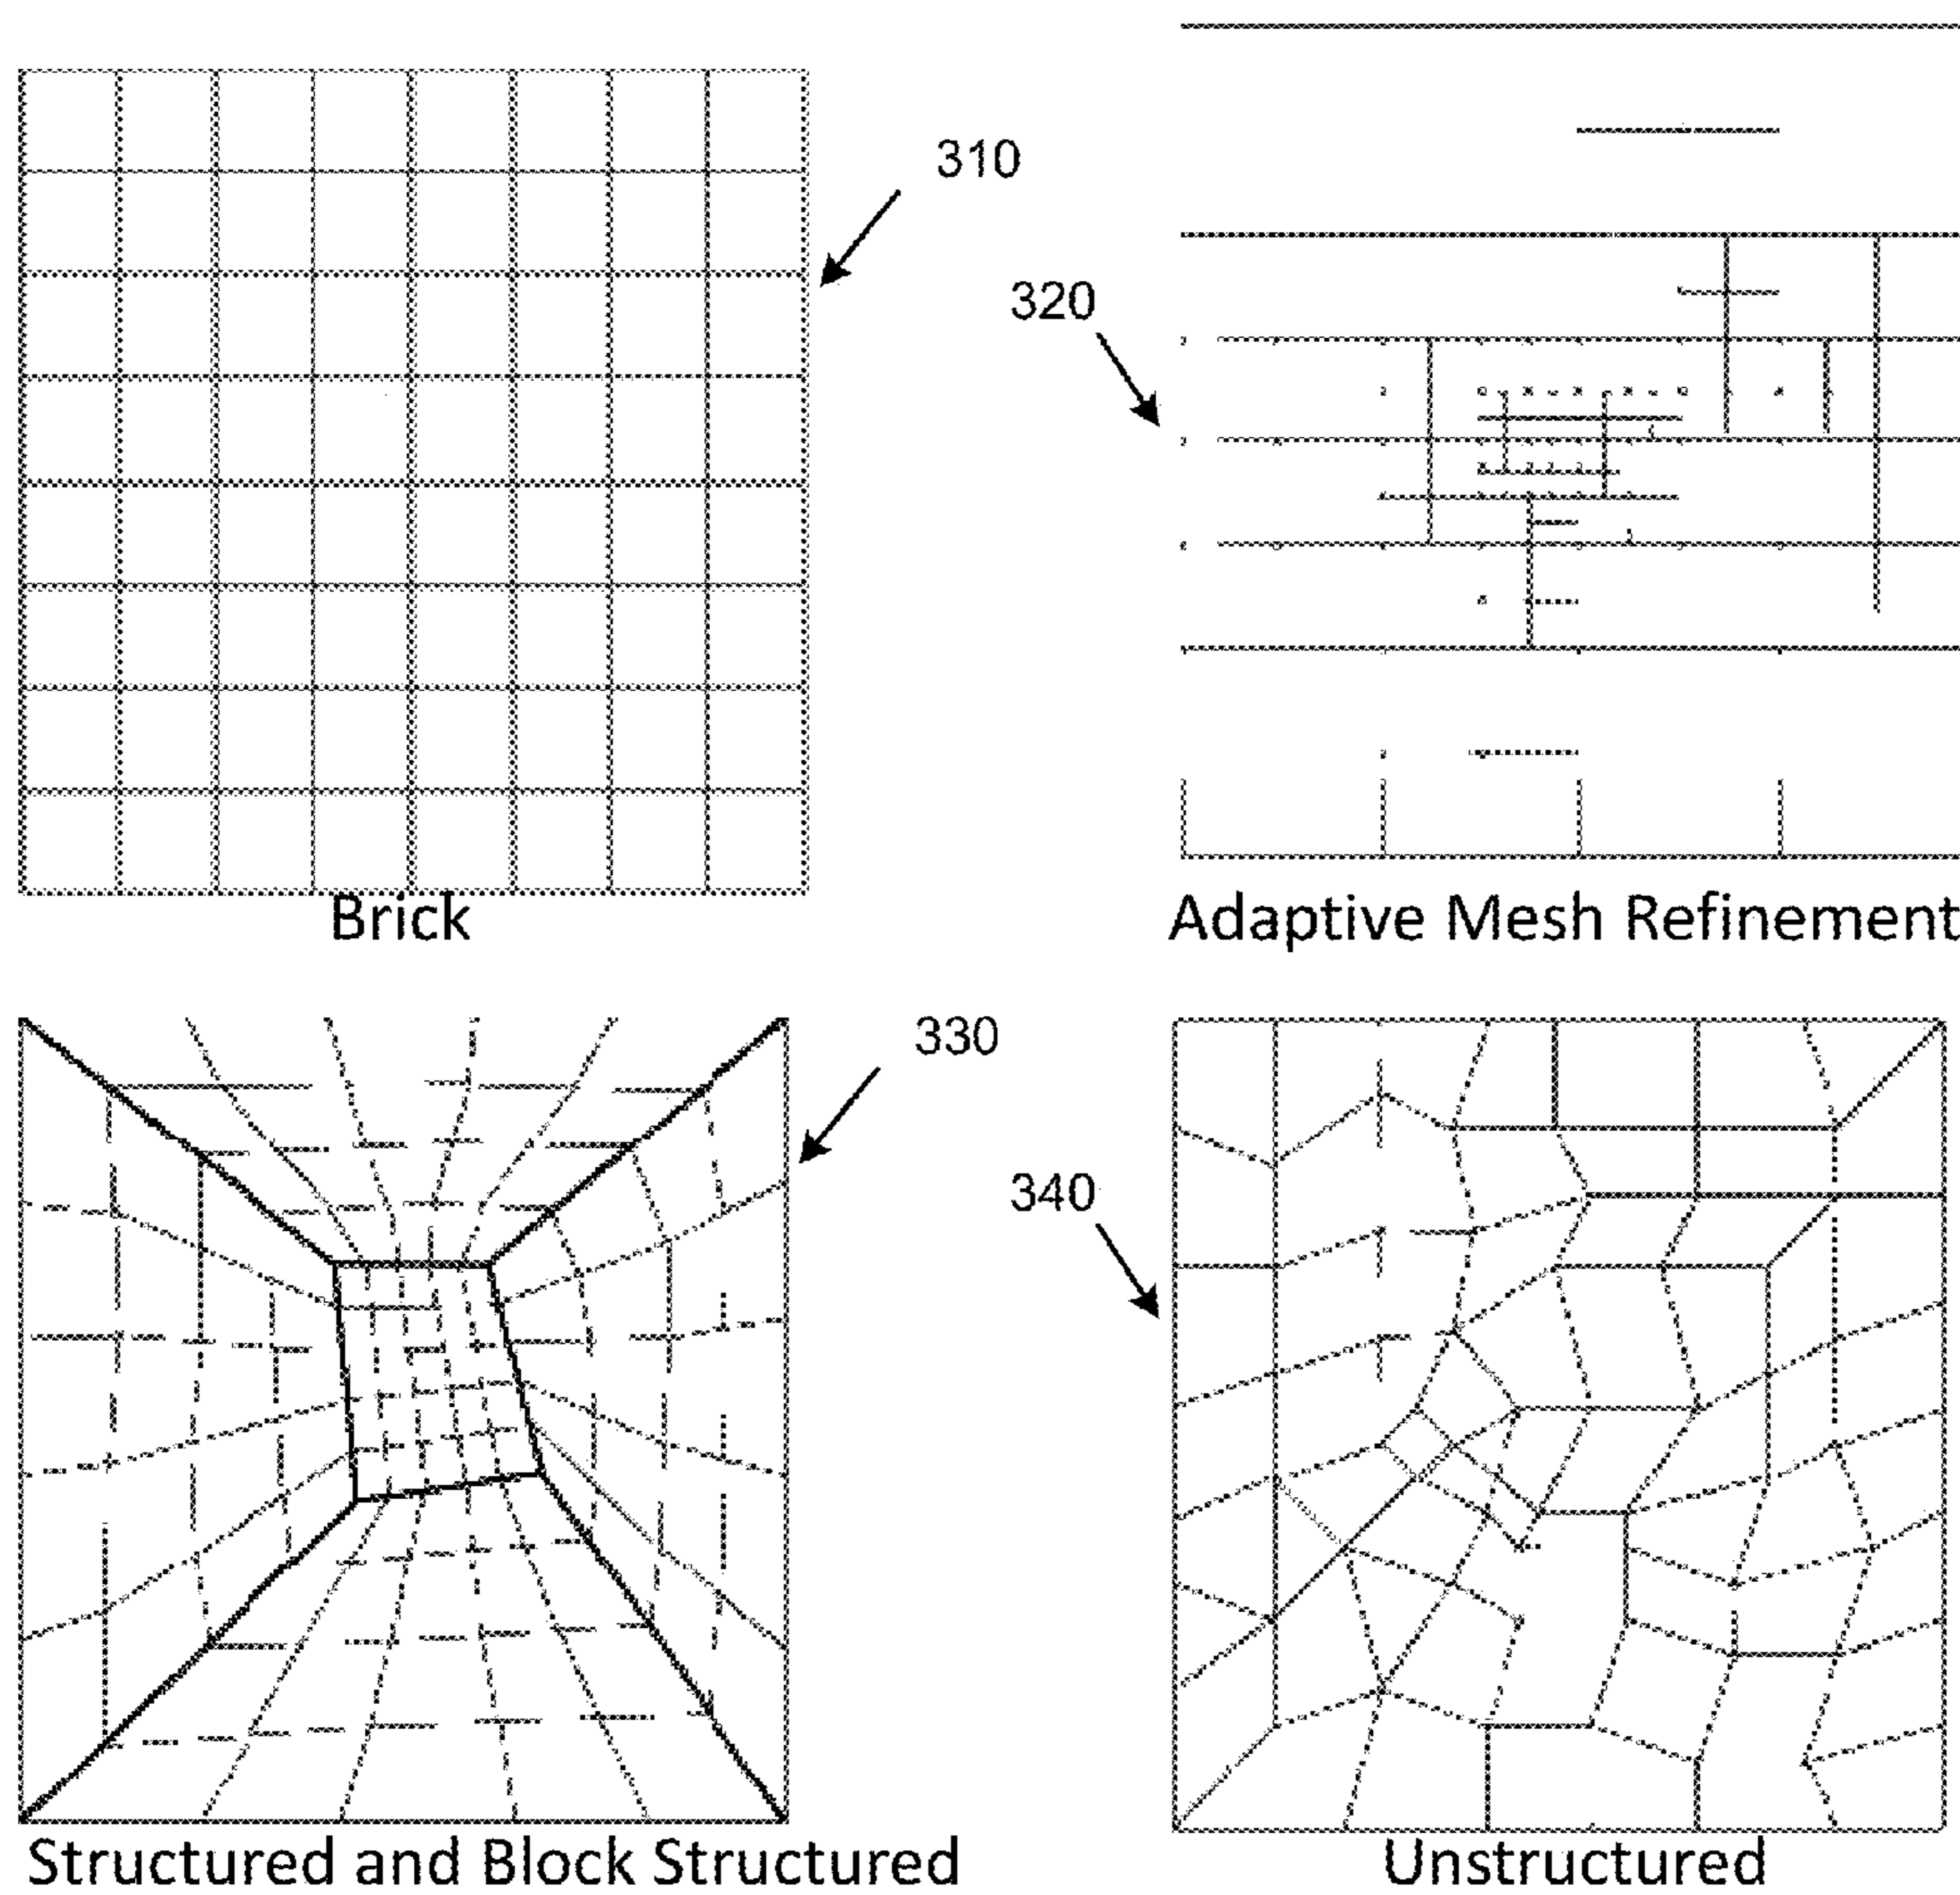 310
320
Brick
Adaptive Mesh Refinement
330
340
Structured and Block Structured
Unstructured